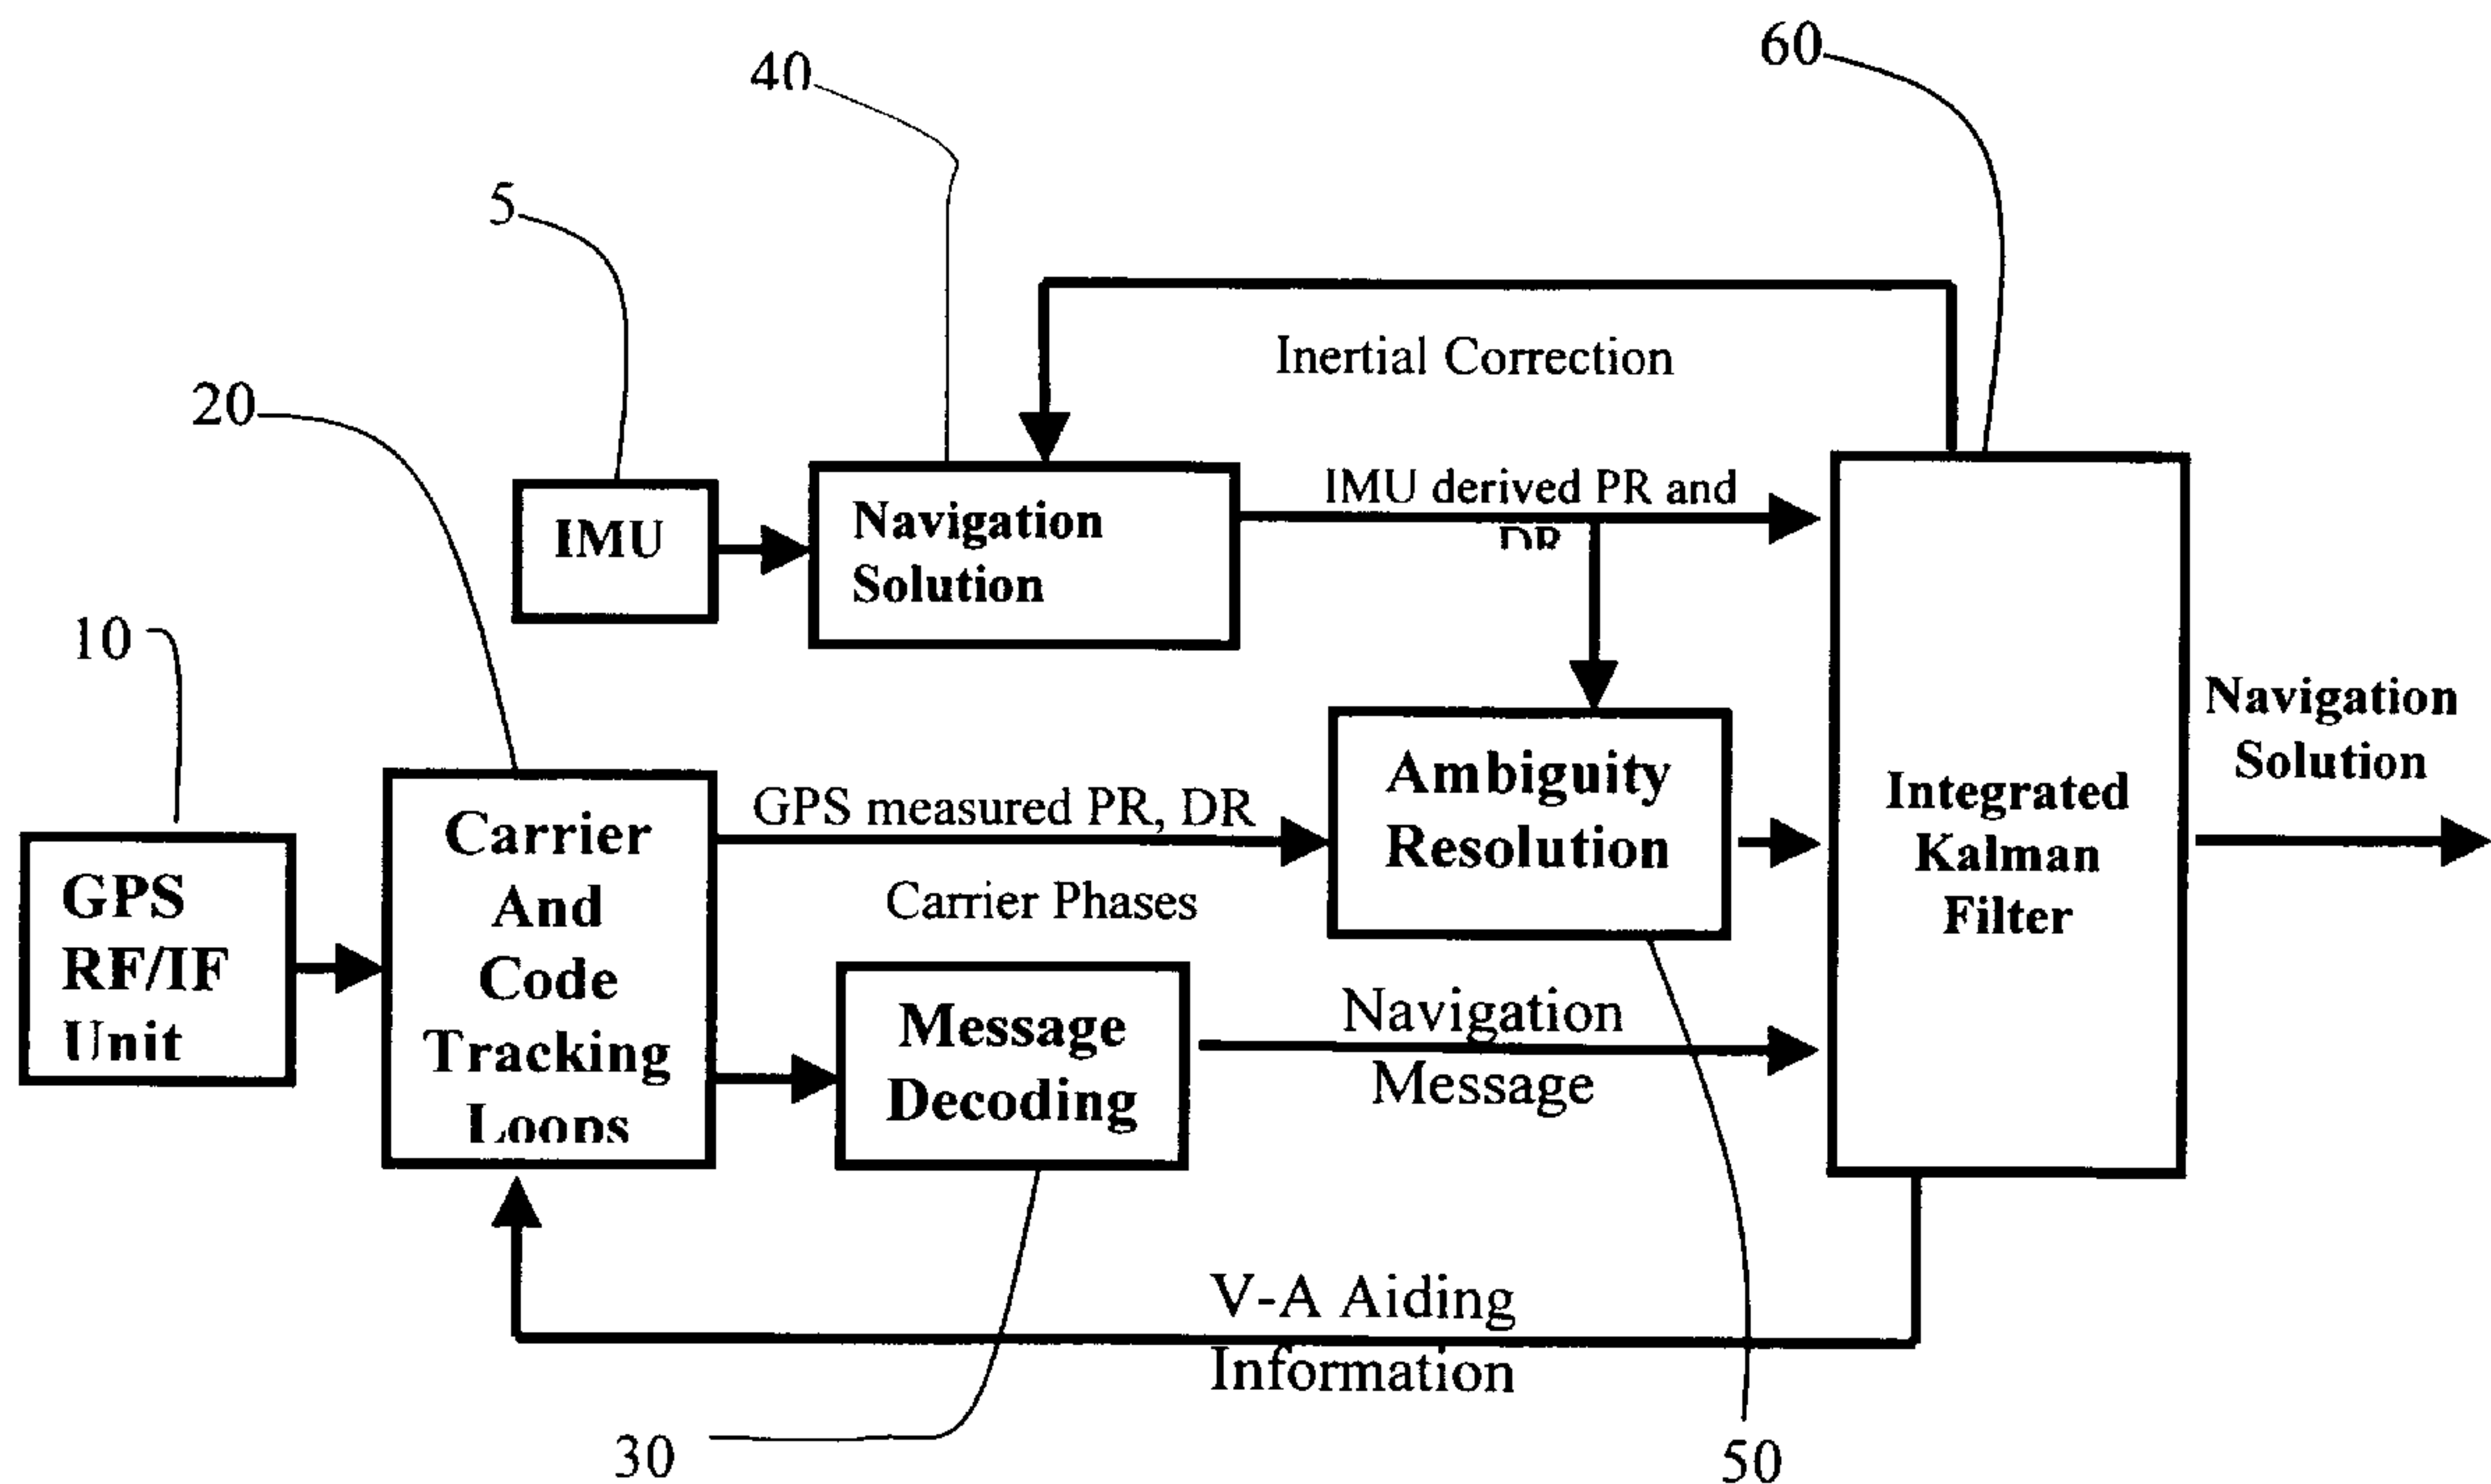 60
40
5
Inertial Correction
20
IMU derived PR and
DR
IMU
Navigation
Solution
10
Navigation
Solution
Ambiguity
Resolution
GPS measured PR, DR
Carrier Phases
Integrated
Kalman
Filter
Carrier
And
Code
Tracking
Loops
GPS
RF/IF
Unit
Message
Decoding
Navigation
Message
V-A Aiding
Information
30
50